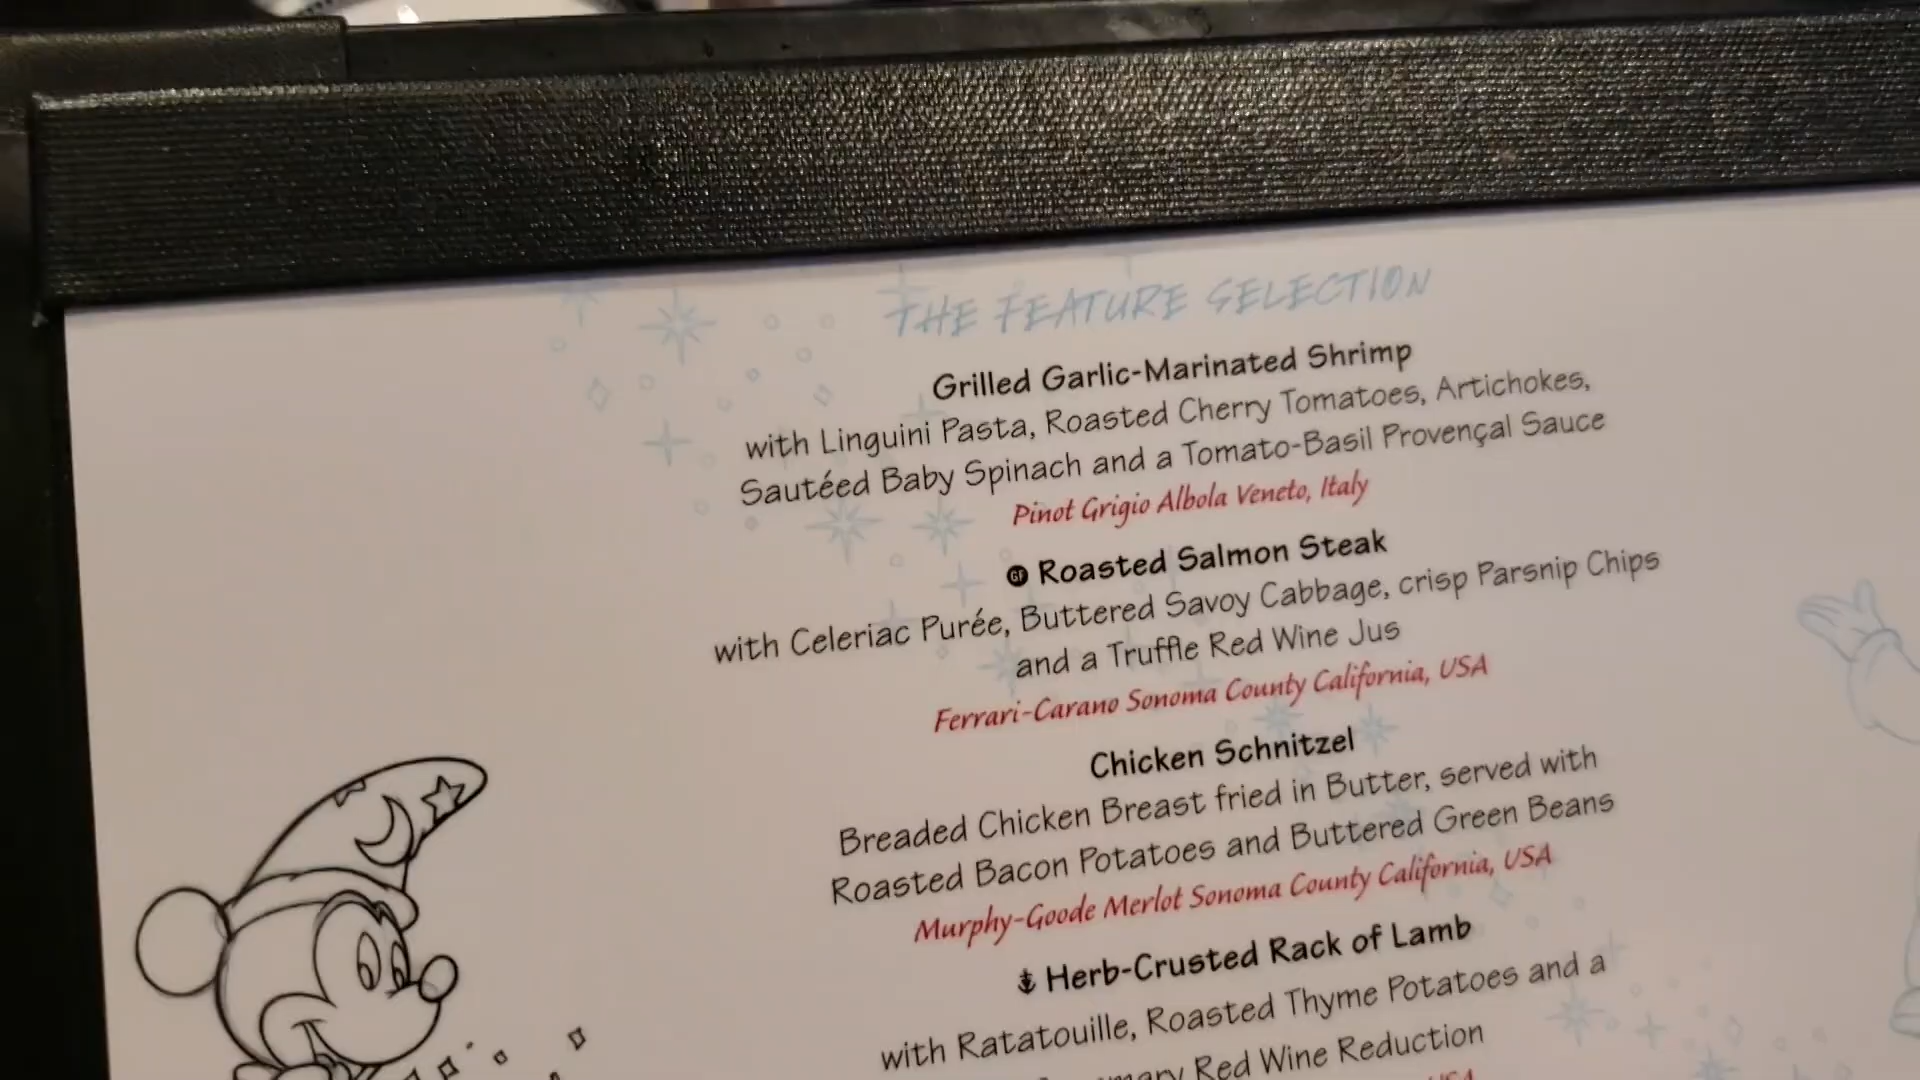 THE FEATURE SELECTION
Grilled Garlic-Marinated Shrimp
with Linguini Pasta, Roasted Cherry Tomatoes, Artichokes,
Sautéed Baby Spinach and a Tomato-Basil Provençal Sauce
Pinot Grigio Albola Veneto, Italy
GF Roasted Salmon Steak
with Celeriac Purée, Buttered Savoy Cabbage, crisp Parsnip Chips
and a Truffle Red Wine Jus
Ferrari-Carano Sonoma County California, USA
Chicken Schnitzel
Breaded Chicken Breast fried in Butter, served with
Roasted Bacon Potatoes and Buttered Green Beans
Murphy-Goode Merlot Sonoma County California, USA
Herb-Crusted Rack of Lamb
with Ratatouille, Roasted Thyme Potatoes and a
Red Wine Reduction
USA